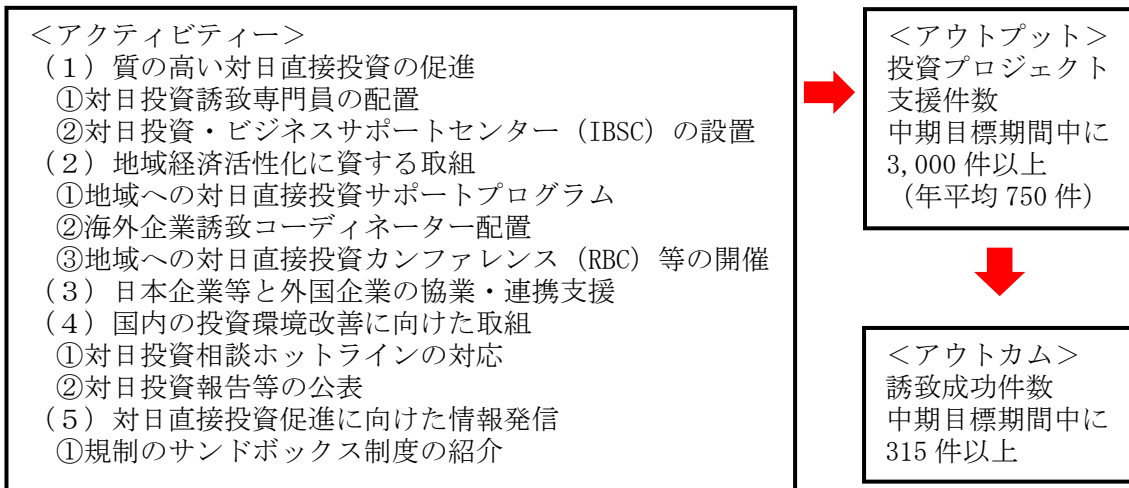 ＜アクティビティー＞
（１）質の高い対日直接投資の促進
①対日投資誘致専門員の配置
②対日投資・ビジネスサポートセンター（IBSC）の設置
（２）地域経済活性化に資する取組
①地域への対日直接投資サポートプログラム
②海外企業誘致コーディネーター配置
③地域への対日直接投資カンファレンス（RBC）等の開催
（３）日本企業等と外国企業の協業・連携支援
（４）国内の投資環境改善に向けた取組
①対日投資相談ホットラインの対応
②対日投資報告等の公表
（５）対日直接投資促進に向けた情報発信
①規制のサンドボックス制度の紹介
＜アウトプット＞
投資プロジェクト
支援件数
中期目標期間中に
3,000 件以上
（年平均 750 件）
＜アウトカム＞
誘致成功件数
中期目標期間中に
315 件以上